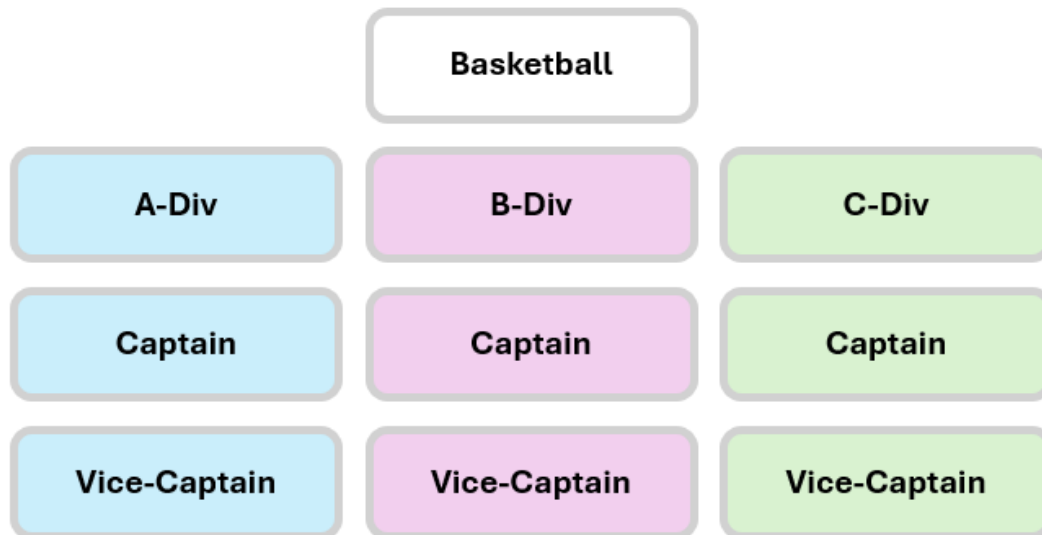 Basketball
A-Div
B-Div
C-Div
Captain
Captain
Captain
Vice-Captain
Vice-Captain
Vice-Captain